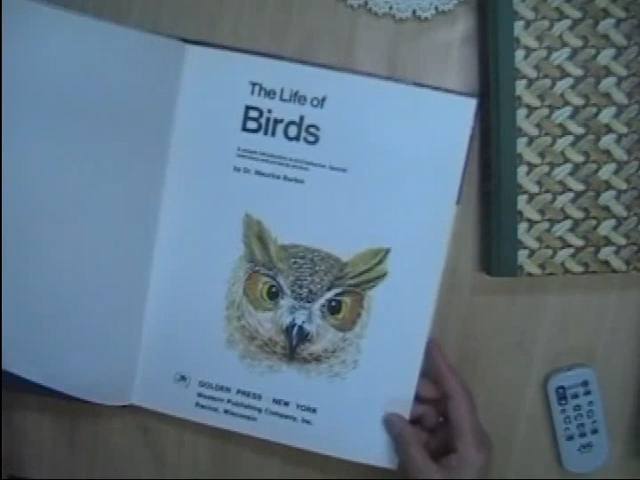 The Life of
Birds
by Dr. Maurice Burton
GOLDEN PRESS · NEW YORK
Western Publishing Company, Inc.
Racine, Wisconsin